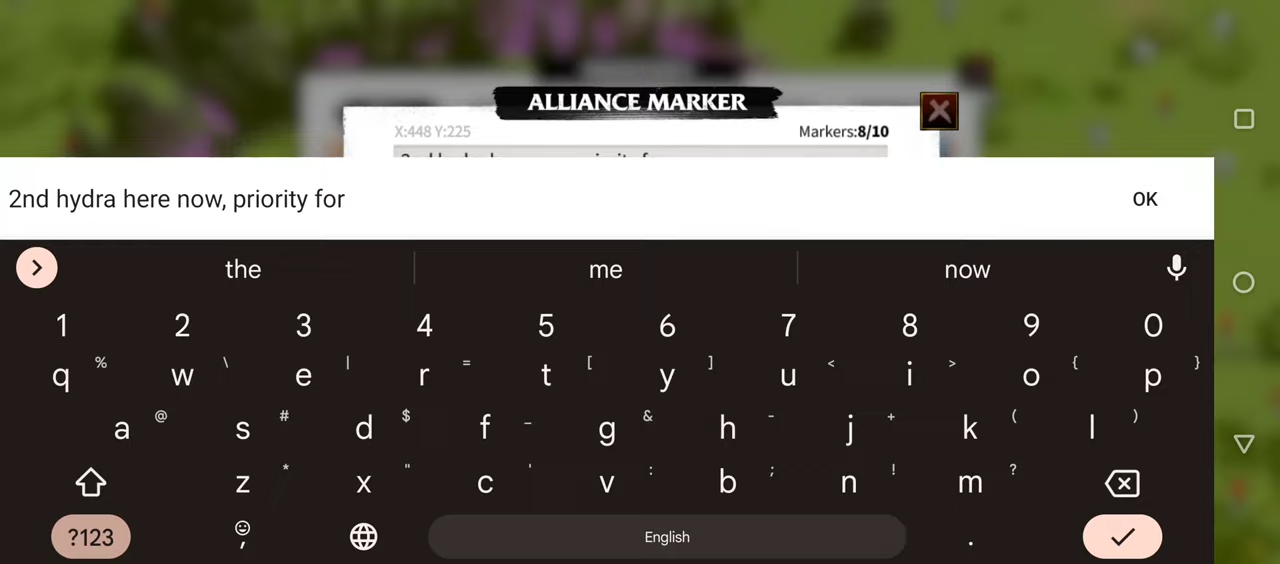 ALLIANCE MARKER
X:448 Y:225 Markers:8/10
2nd hydra here now, priority for
OK
the me now
1 2 3 4 5 6 7 8 9 0
q % w \ e | r = t [ y ] u < i > o { p }
a @ s # d $ f - g & h - j + k ( l )
z * x " c ' v : b ; n ! m ?
?123 , English .